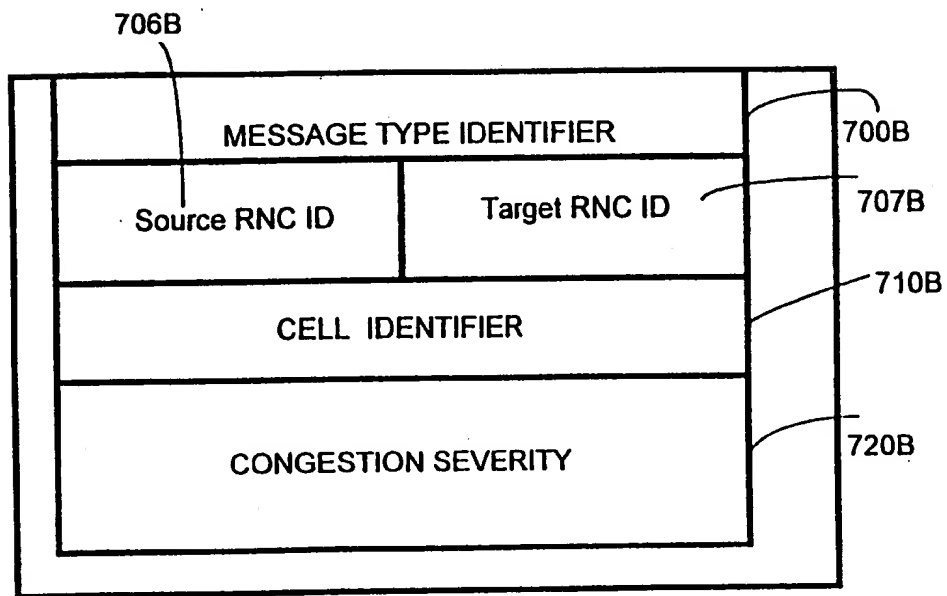 706B
MESSAGE TYPE IDENTIFIER
700B
Source RNC ID
Target RNC ID
707B
710B
CELL IDENTIFIER
CONGESTION SEVERITY
720B